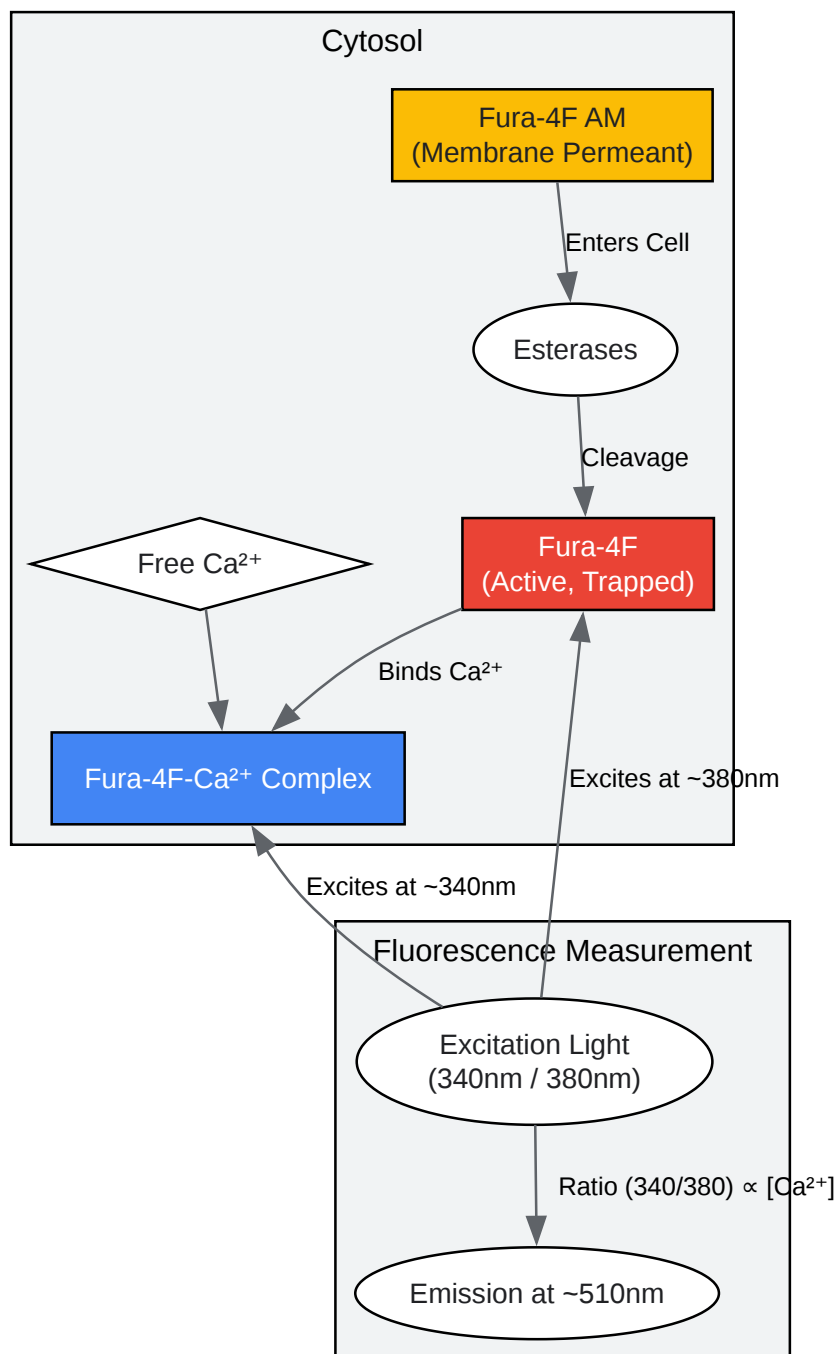 Cytosol
Fura-4F AM
(Membrane Permeant)
Enters Cell
Esterases
Cleavage
Free Ca²⁺
Fura-4F
(Active, Trapped)
Binds Ca²⁺
Fura-4F-Ca²⁺ Complex
Excites at ~380nm
Excites at ~340nm
Fluorescence Measurement
Excitation Light
(340nm / 380nm)
Ratio (340/380) ∝ [Ca²⁺]
Emission at ~510nm